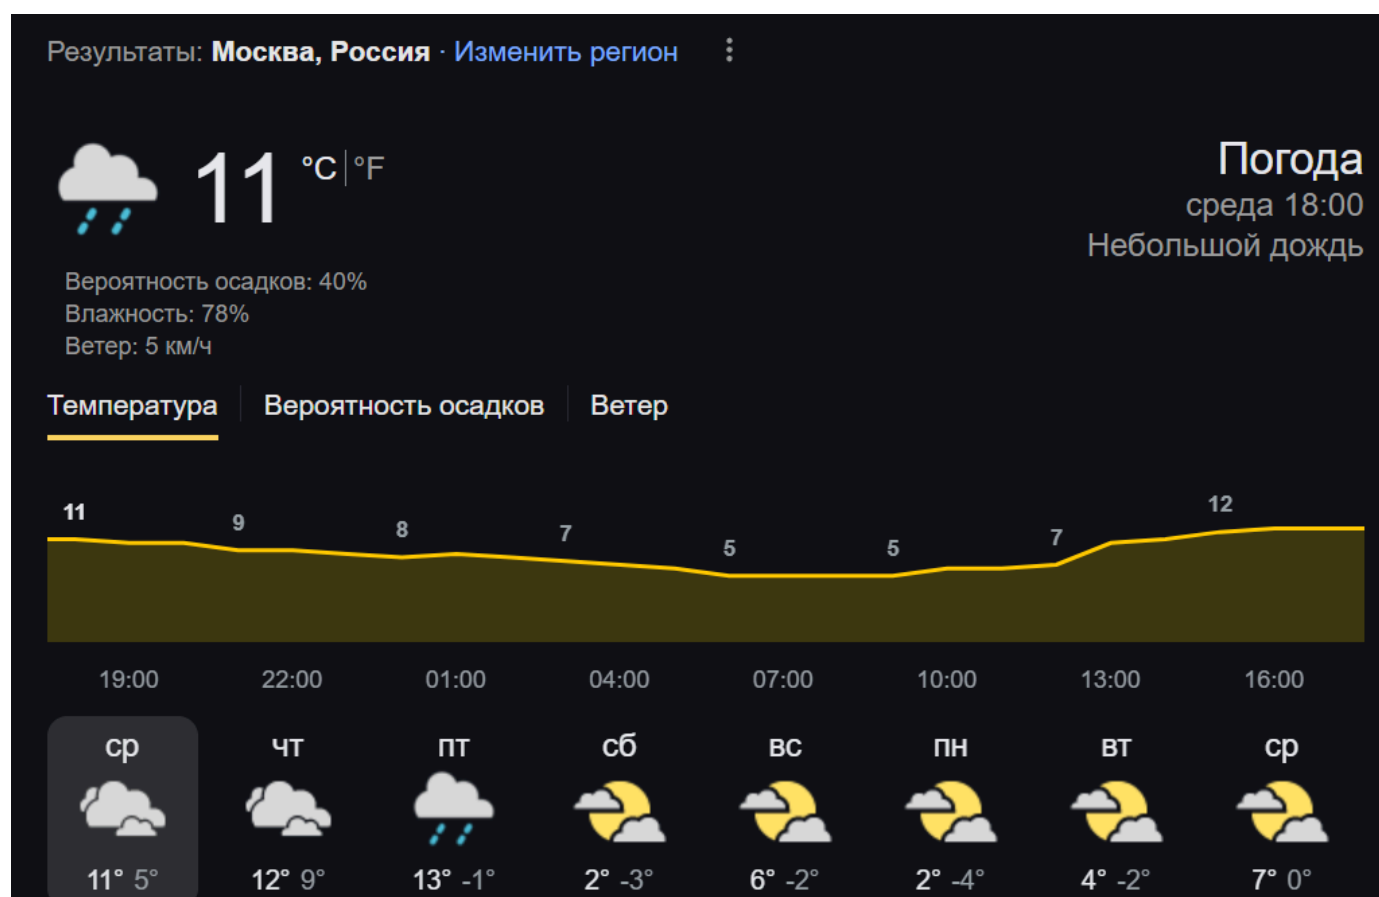 Результаты: Москва, Россия · Изменить регион
11 °C | °F
Погода
среда 18:00
Небольшой дождь
Вероятность осадков: 40%
Влажность: 78%
Ветер: 5 км/ч
Температура Вероятность осадков Ветер
11 9 8 7 5 5 7 12
19:00 22:00 01:00 04:00 07:00 10:00 13:00 16:00
ср чт пт сб вс пн вт ср
11° 5° 12° 9° 13° -1° 2° -3° 6° -2° 2° -4° 4° -2° 7° 0°